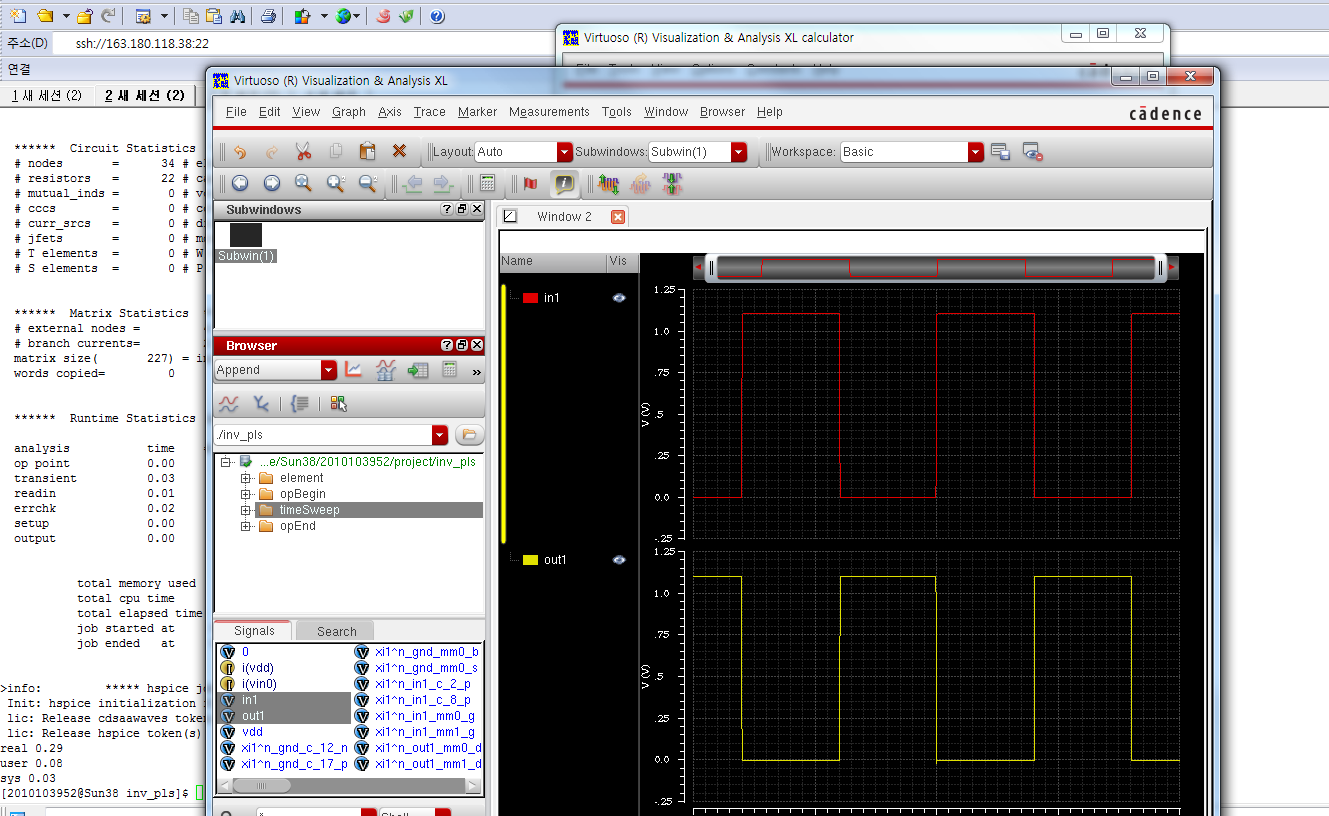 주소(D) ssh://163.180.118.38:22
연결
1 새 세션 (2) 2 새 세션 (2)
Virtuoso (R) Visualization & Analysis XL calculator
Virtuoso (R) Visualization & Analysis XL
File Edit View Graph Axis Trace Marker Measurements Tools Window Browser Help
cādence
Layout: Auto Subwindows: Subwin(1) Workspace: Basic
Subwindows
Subwin(1)
Window 2
Name Vis
in1
out1
1.25
1.0
.75
.5
.25
0.0
-.25
V (V)
1.25
1.0
.75
.5
.25
0.0
-.25
V (V)
Browser
Append
»
./inv_pls
...e/Sun38/2010103952/project/inv_pls
element
opBegin
timeSweep
opEnd
Signals Search
0
i(vdd)
i(vin0)
in1
out1
vdd
xi1^n_gnd_c_12_n
xi1^n_gnd_c_17_p
xi1^n_gnd_mm0_b
xi1^n_gnd_mm0_s
xi1^n_in1_c_2_p
xi1^n_in1_c_8_p
xi1^n_in1_mm0_g
xi1^n_in1_mm1_g
xi1^n_out1_mm0_d
xi1^n_out1_mm1_d
****** Circuit Statistics
# nodes = 34 # e
# resistors = 22 # c
# mutual_inds = 0 # v
# cccs = 0 # c
# curr_srcs = 0 # d
# jfets = 0 # m
# T elements = 0 # W
# S elements = 0 # P
****** Matrix Statistics
# external nodes =
# branch currents=
matrix size( 227) = i
words copied= 0
****** Runtime Statistics
analysis time
op point 0.00
transient 0.03
readin 0.01
errchk 0.02
setup 0.00
output 0.00
total memory used
total cpu time
total elapsed time
job started at
job ended at
>info: ***** hspice j
Init: hspice initialization
lic: Release cdsaawaves token
lic: Release hspice token(s)
real 0.29
user 0.08
sys 0.03
[2010103952@Sun38 inv_pls]$